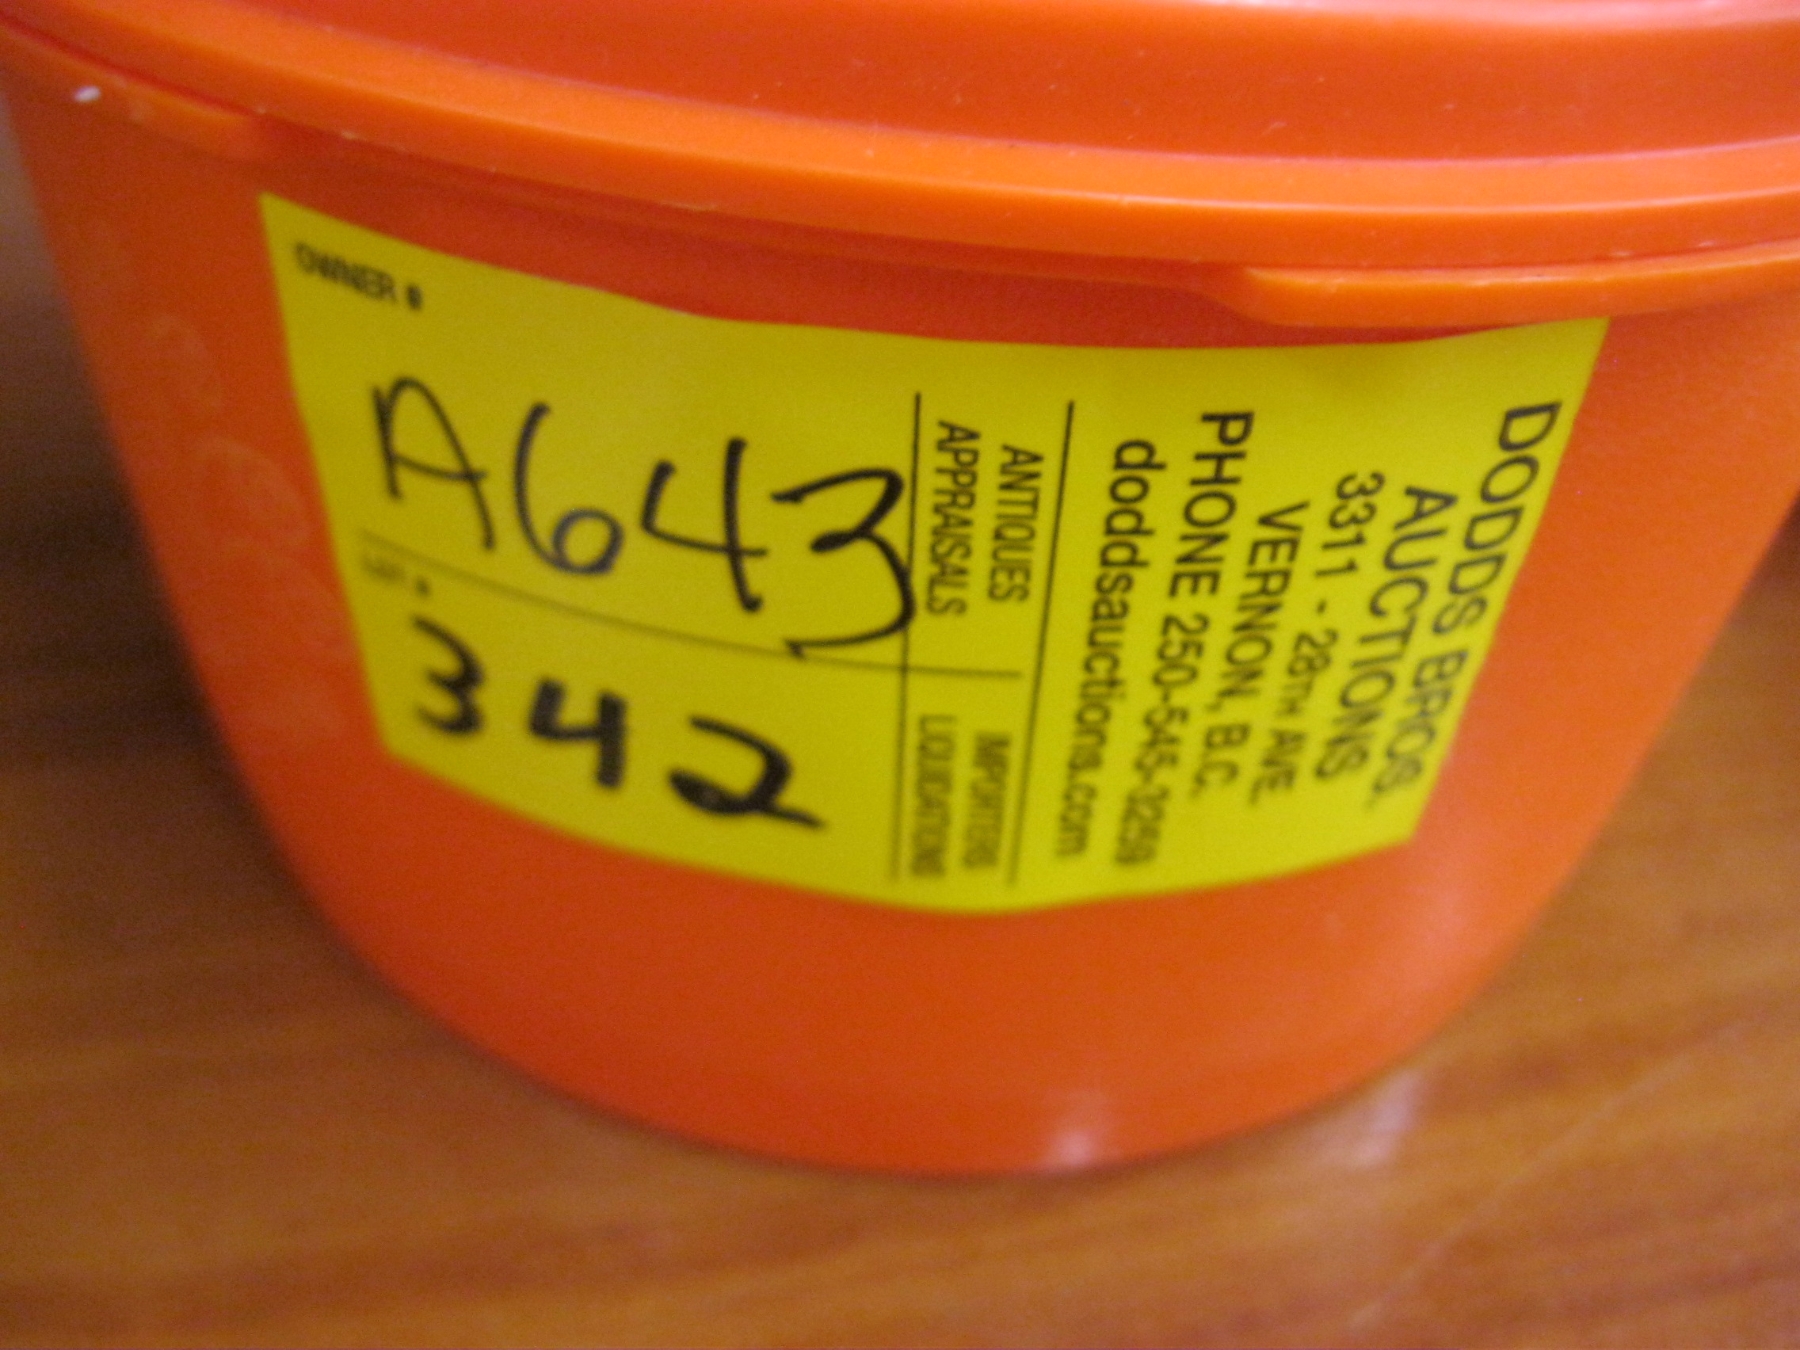 OWNER #
A643
LOT #
342
ANTIQUES
APPRAISALS
IMPORTERS
LIQUIDATIONS
DODDS BROS.
AUCTIONS
3311 - 28TH AVE.
VERNON, B.C.
PHONE 250-545-3259
doddsauctions.com